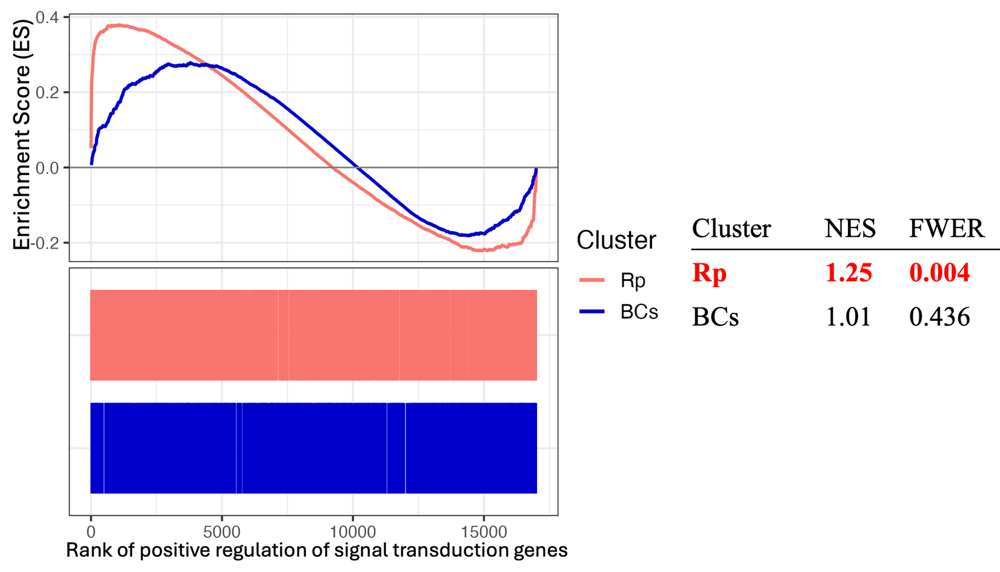 Enrichment Score (ES)
0.4
0.2
0.0
-0.2
0 5000 10000 15000
Rank of positive regulation of signal transduction genes
Cluster
Rp
BCs
Cluster NES FWER
Rp 1.25 0.004
BCs 1.01 0.436